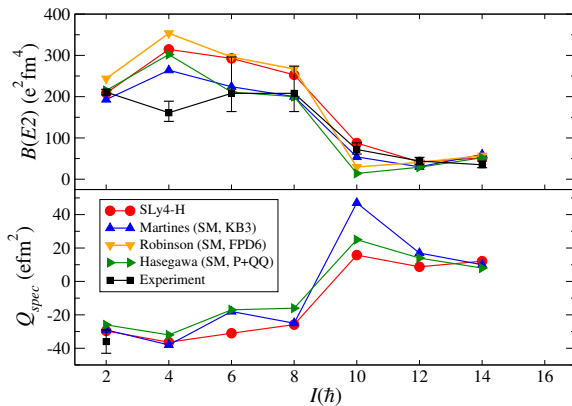 400
300
200
100
0
B(E2) (e²fm⁴)
40
20
0
-20
-40
Q_spec (efm²)
SLy4-H
Martines (SM, KB3)
Robinson (SM, FPD6)
Hasegawa (SM, P+QQ)
Experiment
2 4 6 8 10 12 14 16
I(ħ)